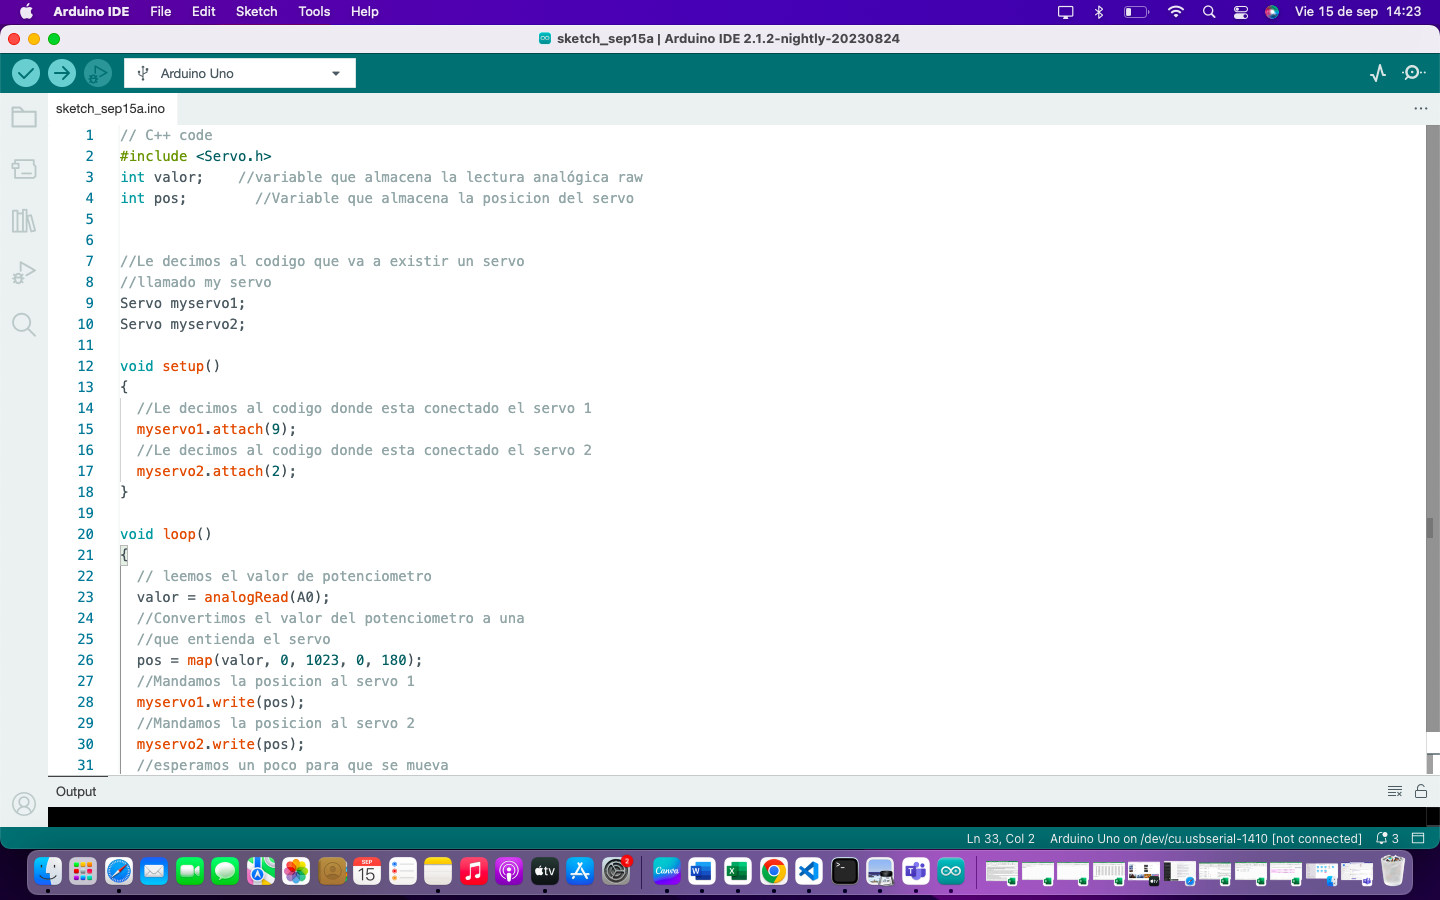 Arduino IDE File Edit Sketch Tools Help Vie 15 de sep 14:23
sketch_sep15a | Arduino IDE 2.1.2-nightly-20230824
Arduino Uno
sketch_sep15a.ino
1 // C++ code
2 #include <Servo.h>
3 int valor; //variable que almacena la lectura analógica raw
4 int pos; //Variable que almacena la posicion del servo
5
6
7 //Le decimos al codigo que va a existir un servo
8 //llamado my servo
9 Servo myservo1;
10 Servo myservo2;
11
12 void setup()
13 {
14 //Le decimos al codigo donde esta conectado el servo 1
15 myservo1.attach(9);
16 //Le decimos al codigo donde esta conectado el servo 2
17 myservo2.attach(2);
18 }
19
20 void loop()
21 {
22 // leemos el valor de potenciometro
23 valor = analogRead(A0);
24 //Convertimos el valor del potenciometro a una
25 //que entienda el servo
26 pos = map(valor, 0, 1023, 0, 180);
27 //Mandamos la posicion al servo 1
28 myservo1.write(pos);
29 //Mandamos la posicion al servo 2
30 myservo2.write(pos);
31 //esperamos un poco para que se mueva
Output
Ln 33, Col 2 Arduino Uno on /dev/cu.usbserial-1410 [not connected] 3
SEP
15
tv
Canva
2